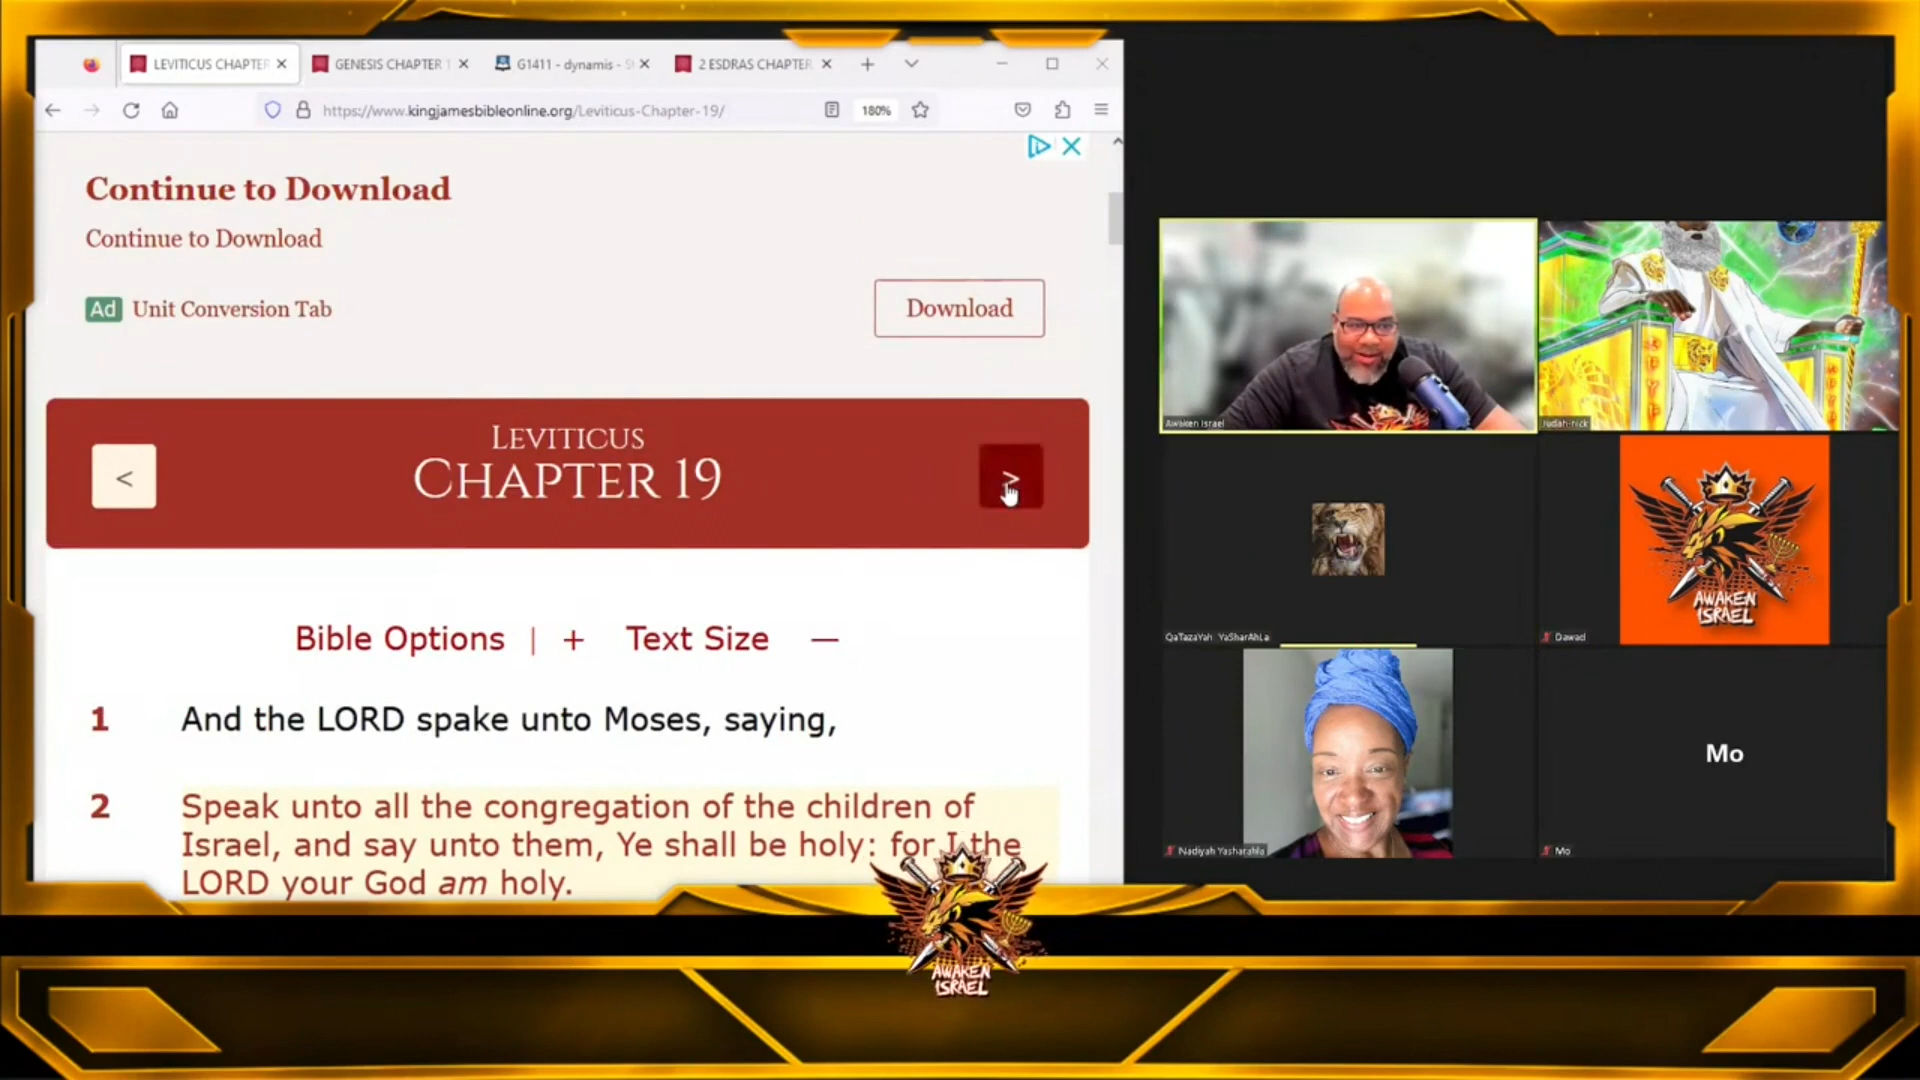 LEVITICUS CHAPTER
GENESIS CHAPTER 1
G1411 - dynamis - S
2 ESDRAS CHAPTER
https://www.kingjamesbibleonline.org/Leviticus-Chapter-19/
180%
Continue to Download
Continue to Download
Ad Unit Conversion Tab
Download
LEVITICUS
CHAPTER 19
<
>
Bible Options | + Text Size —
1 And the LORD spake unto Moses, saying,
2 Speak unto all the congregation of the children of
Israel, and say unto them, Ye shall be holy: for I the
LORD your God am holy.
Awaken Israel
Judah-nick
QaTazaYah YaSharAhLa
Dawad
AWAKEN
ISRAEL
Nadiyah Yasharahla
Mo
Mo
AWAKEN
ISRAEL